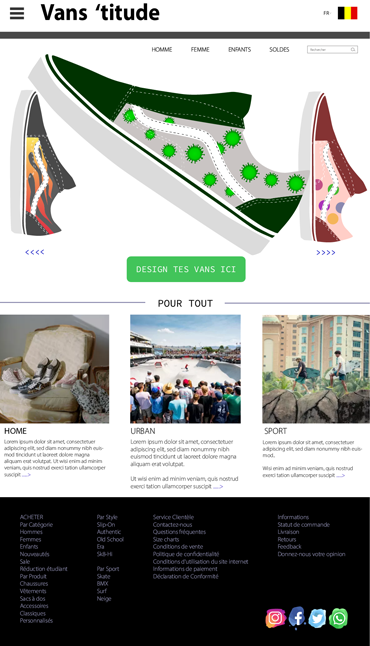 Vans ‘titude
FR
HOMME FEMME ENFANTS SOLDES Recherche
<<<< >>>>
DESIGN TES VANS ICI
POUR TOUT
HOME
Lorem ipsum dolor sit amet, consectetuer
adipiscing elit, sed diam nonummy nibh euis-
mod tincidunt ut laoreet dolore magna
aliquam erat volutpat. Ut wisi enim ad minim
veniam, quis nostrud exerci tation ullamcorper
suscipit ....>
URBAN
Lorem ipsum dolor sit amet, consectetuer
adipiscing elit, sed diam nonummy nibh
euismod tincidunt ut laoreet dolore magna
aliquam erat volutpat.
Ut wisi enim ad minim veniam, quis nostrud
exerci tation ullamcorper suscipit ....>
SPORT
Lorem ipsum dolor sit amet, consectetuer
adipiscing elit, sed diam nonummy nibh euis-
mod..
Wisi enim ad minim veniam, quis nostrud
exerci tation ullamcorper suscipit ....>
ACHETER
Par Catégorie
Hommes
Femmes
Enfants
Nouveautés
Sale
Réduction étudiant
Par Produit
Chaussures
Vêtements
Sacs à dos
Accessoires
Classiques
Personnalisés
Par Style
Slip-On
Authentic
Old School
Era
Sk8-Hi
Par Sport
Skate
BMX
Surf
Neige
Service Clientèle
Contactez-nous
Questions fréquentes
Size charts
Conditions de vente
Politique de confidentialité
Conditions d'utilisation du site internet
Informations de paiement
Déclaration de Conformité
Informations
Statut de commande
Livraison
Retours
Feedback
Donnez-nous votre opinion